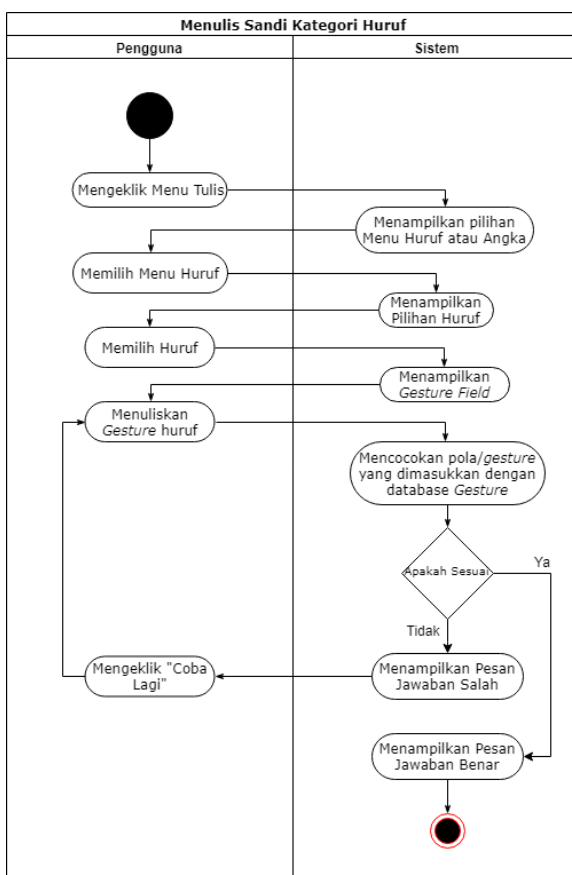 Menulis Sandi Kategori Huruf
Pengguna
Sistem
Mengeklik Menu Tulis
Menampilkan pilihan
Menu Huruf atau Angka
Memilih Menu Huruf
Menampilkan
Pilihan Huruf
Memilih Huruf
Menampilkan
Gesture Field
Menuliskan
Gesture huruf
Mencocokan pola/gesture
yang dimasukkan dengan
database Gesture
Apakah Sesuai
Ya
Tidak
Menampilkan Pesan
Jawaban Salah
Mengeklik "Coba
Lagi"
Menampilkan Pesan
Jawaban Benar